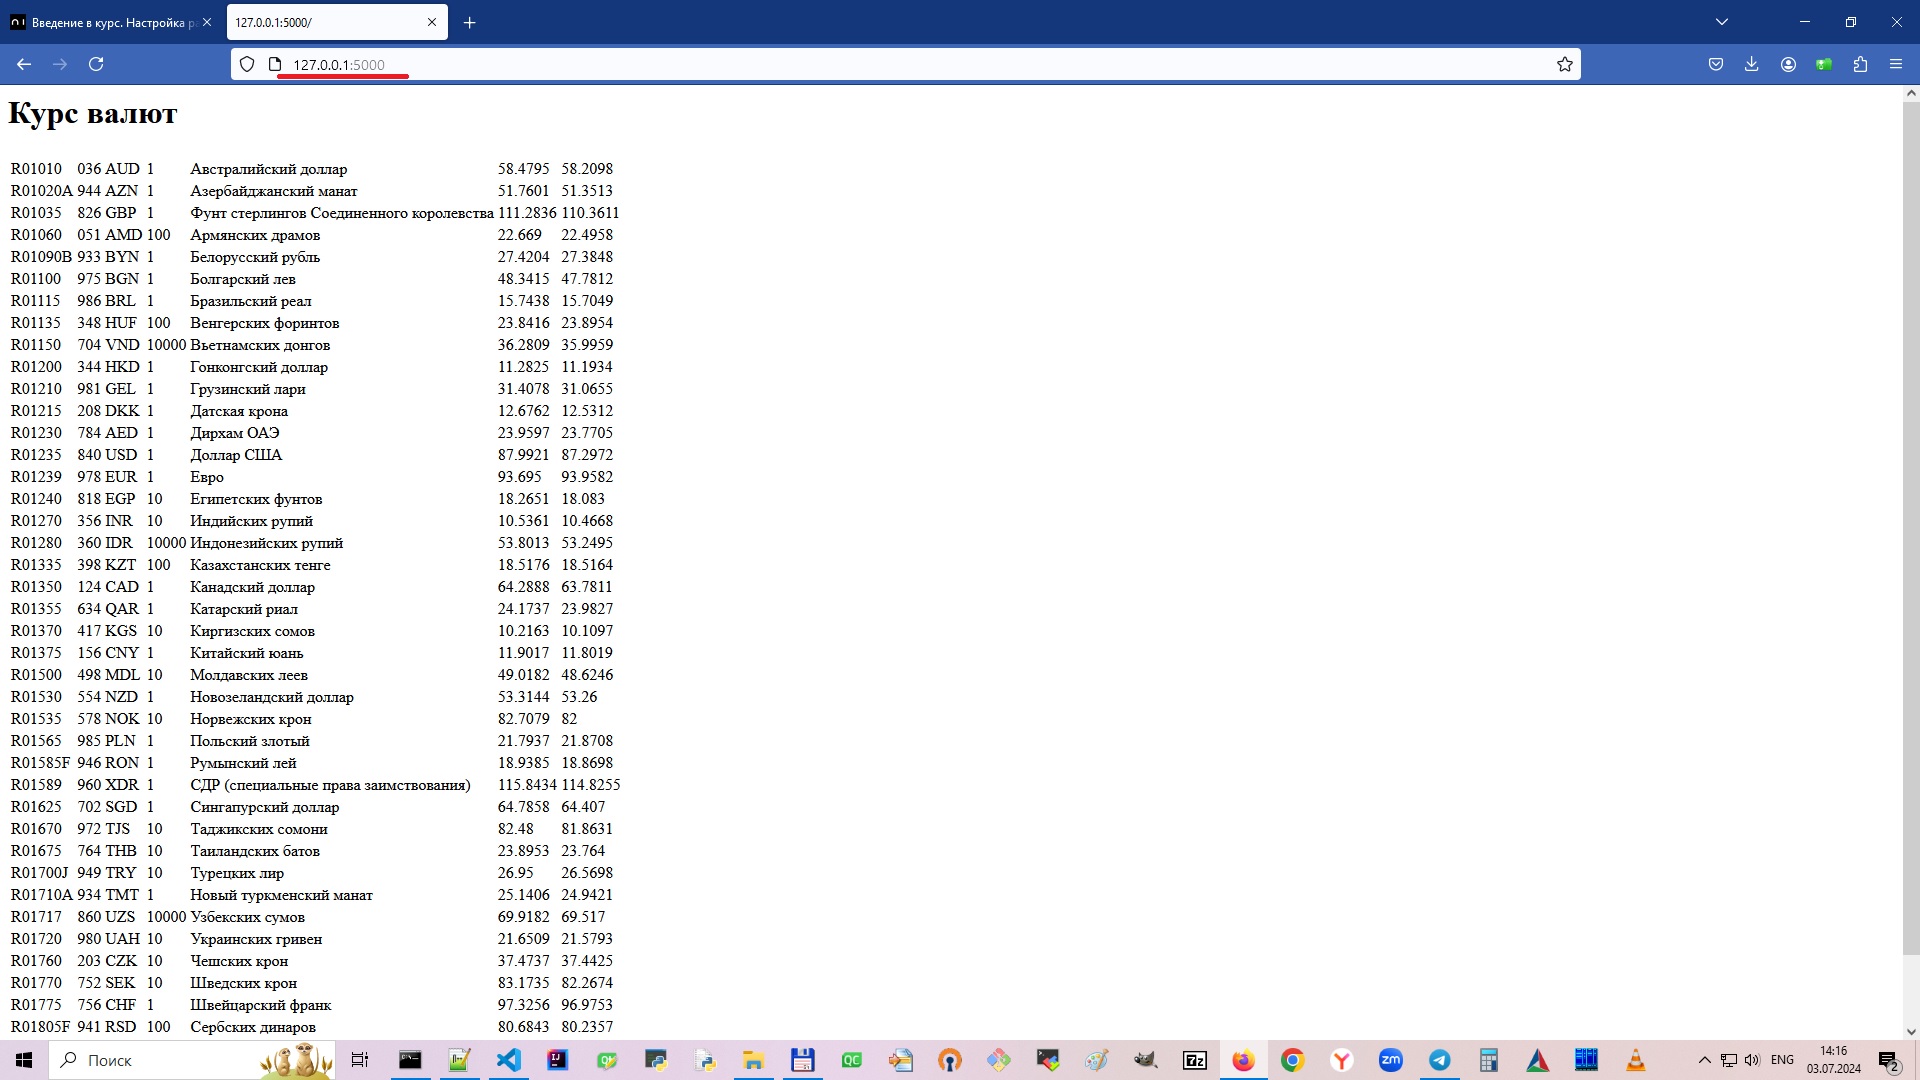 Введение в курс. Настройка р
127.0.0.1:5000/
127.0.0.1:5000
Курс валют
R01010 036 AUD 1 Австралийский доллар 58.4795 58.2098
R01020A 944 AZN 1 Азербайджанский манат 51.7601 51.3513
R01035 826 GBP 1 Фунт стерлингов Соединенного королевства 111.2836 110.3611
R01060 051 AMD 100 Армянских драмов 22.669 22.4958
R01090B 933 BYN 1 Белорусский рубль 27.4204 27.3848
R01100 975 BGN 1 Болгарский лев 48.3415 47.7812
R01115 986 BRL 1 Бразильский реал 15.7438 15.7049
R01135 348 HUF 100 Венгерских форинтов 23.8416 23.8954
R01150 704 VND 10000 Вьетнамских донгов 36.2809 35.9959
R01200 344 HKD 1 Гонконгский доллар 11.2825 11.1934
R01210 981 GEL 1 Грузинский лари 31.4078 31.0655
R01215 208 DKK 1 Датская крона 12.6762 12.5312
R01230 784 AED 1 Дирхам ОАЭ 23.9597 23.7705
R01235 840 USD 1 Доллар США 87.9921 87.2972
R01239 978 EUR 1 Евро 93.695 93.9582
R01240 818 EGP 10 Египетских фунтов 18.2651 18.083
R01270 356 INR 10 Индийских рупий 10.5361 10.4668
R01280 360 IDR 10000 Индонезийских рупий 53.8013 53.2495
R01335 398 KZT 100 Казахстанских тенге 18.5176 18.5164
R01350 124 CAD 1 Канадский доллар 64.2888 63.7811
R01355 634 QAR 1 Катарский риал 24.1737 23.9827
R01370 417 KGS 10 Киргизских сомов 10.2163 10.1097
R01375 156 CNY 1 Китайский юань 11.9017 11.8019
R01500 498 MDL 10 Молдавских леев 49.0182 48.6246
R01530 554 NZD 1 Новозеландский доллар 53.3144 53.26
R01535 578 NOK 10 Норвежских крон 82.7079 82
R01565 985 PLN 1 Польский злотый 21.7937 21.8708
R01585F 946 RON 1 Румынский лей 18.9385 18.8698
R01589 960 XDR 1 СДР (специальные права заимствования) 115.8434 114.8255
R01625 702 SGD 1 Сингапурский доллар 64.7858 64.407
R01670 972 TJS 10 Таджикских сомони 82.48 81.8631
R01675 764 THB 10 Таиландских батов 23.8953 23.764
R01700J 949 TRY 10 Турецких лир 26.95 26.5698
R01710A 934 TMT 1 Новый туркменский манат 25.1406 24.9421
R01717 860 UZS 10000 Узбекских сумов 69.9182 69.517
R01720 980 UAH 10 Украинских гривен 21.6509 21.5793
R01760 203 CZK 10 Чешских крон 37.4737 37.4425
R01770 752 SEK 10 Шведских крон 83.1735 82.2674
R01775 756 CHF 1 Швейцарский франк 97.3256 96.9753
R01805F 941 RSD 100 Сербских динаров 80.6843 80.2357
Поиск
QC
7z
zm
ENG
14:16
03.07.2024
2